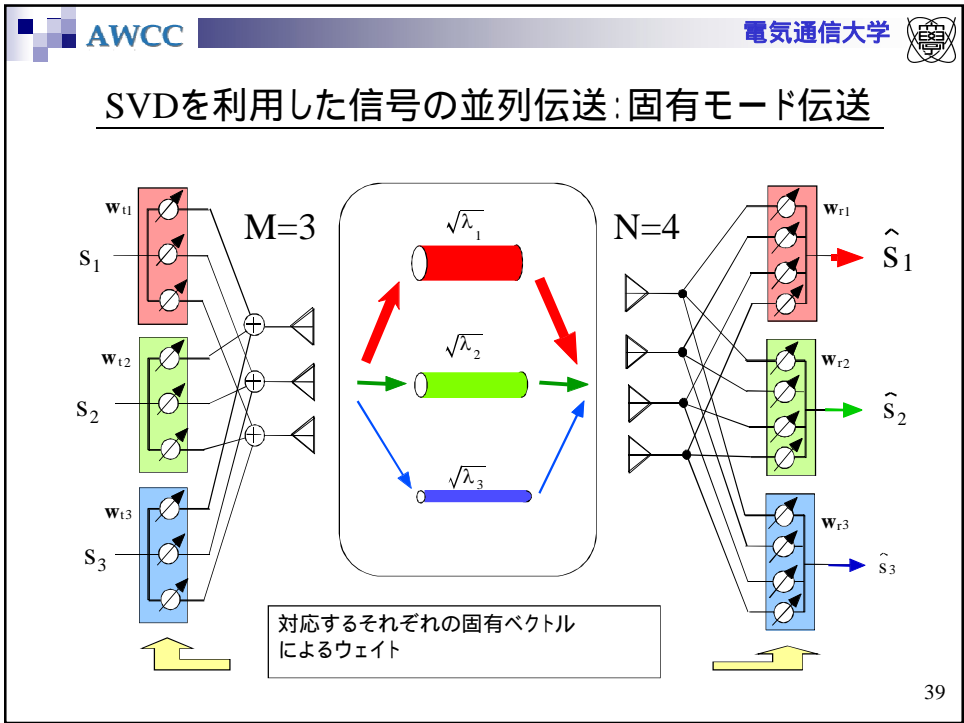 AWCC
電気通信大学
SVDを利用した信号の並列伝送:固有モード伝送
M=3
N=4
w_t1
S_1
w_t2
S_2
w_t3
S_3
√λ_1
√λ_2
√λ_3
w_r1
Ŝ_1
w_r2
ŝ_2
w_r3
ŝ_3
対応するそれぞれの固有ベクトル
によるウェイト
39